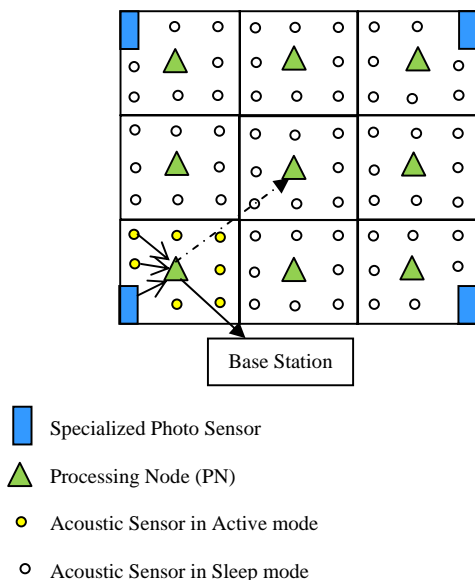 Base Station
Specialized Photo Sensor
Processing Node (PN)
Acoustic Sensor in Active mode
Acoustic Sensor in Sleep mode